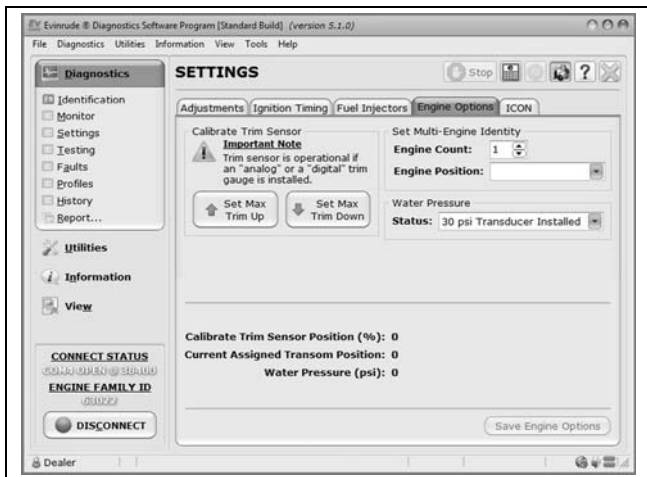 Evinrude ® Diagnostics Software Program [Standard Build] (version 5.1.0)
File Diagnostics Utilities Information View Tools Help
Diagnostics
Identification
Monitor
Settings
Testing
Faults
Profiles
History
Report...
Utilities
Information
View
CONNECT STATUS
COM4 OPEN @ 38400
ENGINE FAMILY ID
DISCONNECT
SETTINGS
Stop
?
Adjustments Ignition Timing Fuel Injectors Engine Options ICON
Calibrate Trim Sensor
Important Note
Trim sensor is operational if
an "analog" or a "digital" trim
gauge is installed.
Set Max
Trim Up
Set Max
Trim Down
Set Multi-Engine Identity
Engine Count: 1
Engine Position:
Water Pressure
Status: 30 psi Transducer Installed
Calibrate Trim Sensor Position (%): 0
Current Assigned Transom Position: 0
Water Pressure (psi): 0
Save Engine Options
Dealer